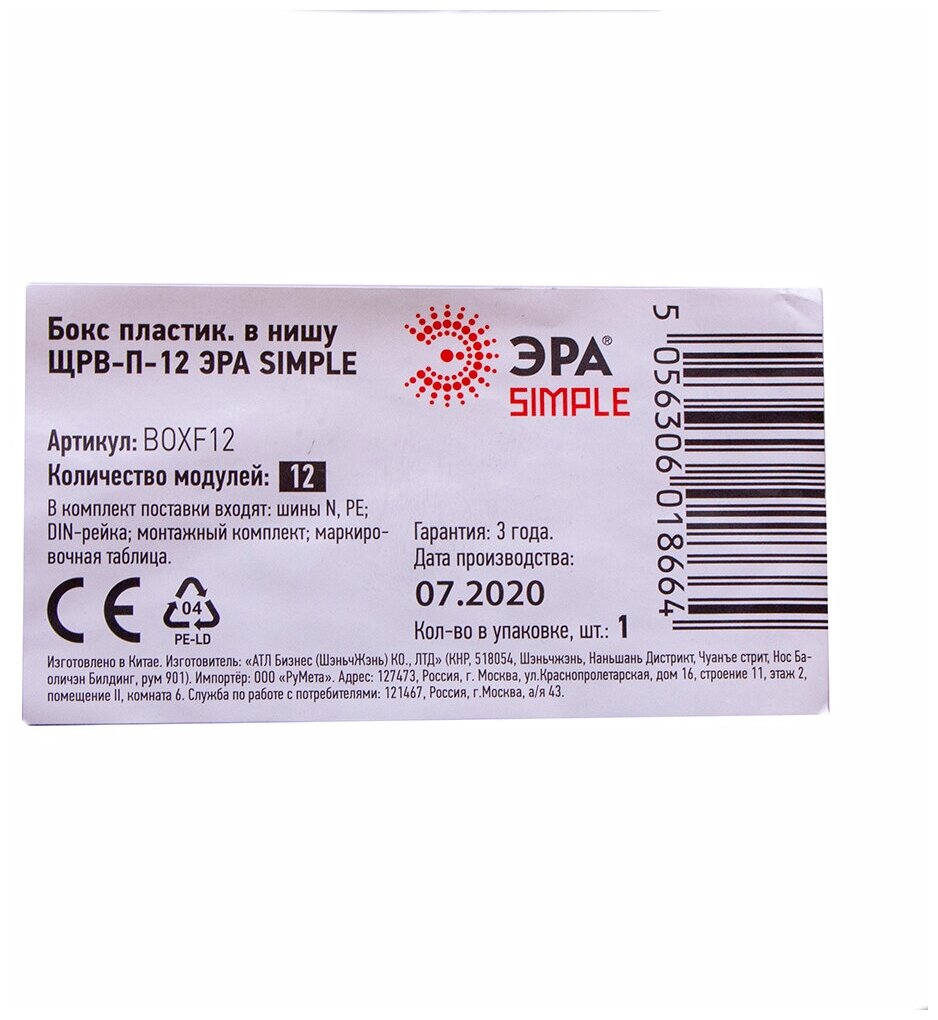 Бокс пластик. в нишу
ЩРВ-П-12 ЭРА SIMPLE
ЭРА®
SIMPLE
Артикул: BOXF12
Количество модулей: 12
В комплект поставки входят: шины N, PE;
DIN-рейка; монтажный комплект; маркиро-
вочная таблица.
Гарантия: 3 года.
Дата производства:
07.2020
Кол-во в упаковке, шт.: 1
CE
04
PE-LD
Изготовлено в Китае. Изготовитель: «АТЛ Бизнес (ШэньчЖэнь) КО., ЛТД» (КНР, 518054, Шэньчжэнь, Наньшань Дистрикт, Чуанъе стрит, Нос Ба-
оличэн Билдинг, рум 901). Импортёр: ООО «РуМета». Адрес: 127473, Россия, г. Москва, ул.Краснопролетарская, дом 16, строение 11, этаж 2,
помещение II, комната 6. Служба по работе с потребителями: 121467, Россия, г.Москва, а/я 43.
5 056306 018664